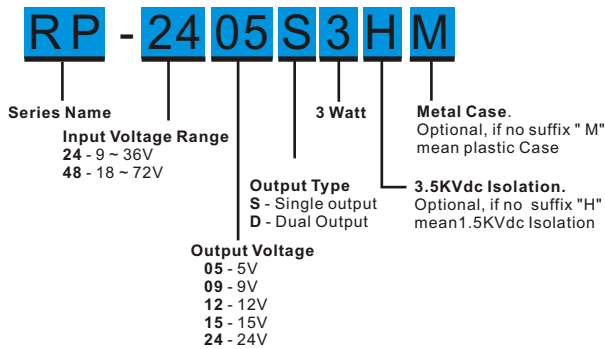 RP - 24 05 S 3 H M
Series Name
Input Voltage Range
24 - 9 ~ 36V
48 - 18 ~ 72V
3 Watt
Metal Case.
Optional, if no suffix " M"
mean plastic Case
Output Type
S - Single output
D - Dual Output
3.5KVdc Isolation.
Optional, if no suffix "H"
mean1.5KVdc Isolation
Output Voltage
05 - 5V
09 - 9V
12 - 12V
15 - 15V
24 - 24V